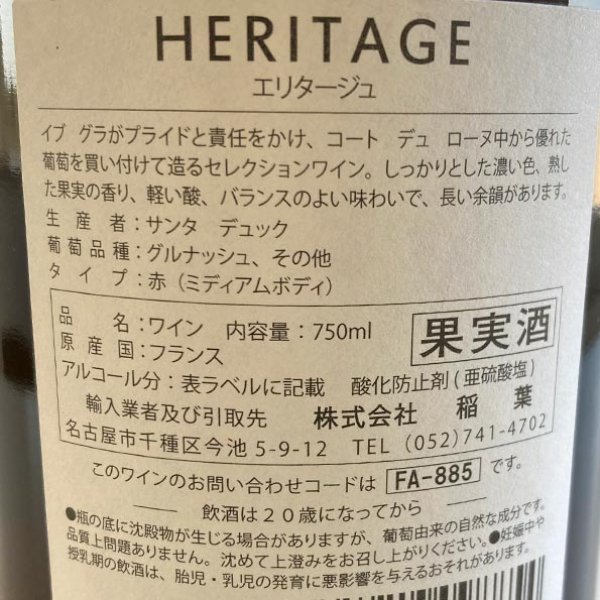 HERITAGE
エリタージュ
イブ グラがプライドと責任をかけ、コート デュ ローヌ中から優れた
葡萄を買い付けて造るセレクションワイン。しっかりとした濃い色、熟し
た果実の香り、軽い酸、バランスのよい味わいで、長い余韻があります。
生産者：サンタ デュック
葡萄品種：グルナッシュ、その他
タイプ：赤（ミディアムボディ）
品名：ワイン 内容量：750ml 果実酒
原産国：フランス
アルコール分：表ラベルに記載 酸化防止剤(亜硫酸塩)
輸入業者及び引取先 株式会社 稲葉
名古屋市千種区今池5-9-12 TEL（052）741-4702
このワインのお問い合わせコードは FA-885 です。
飲酒は20歳になってから
●瓶の底に沈殿物が生じる場合がありますが、葡萄由来の自然な成分です。
品質上問題ありません。沈めて上澄みをお召し上がりください。●妊娠中や
授乳期の飲酒は、胎児・乳児の発育に悪影響を与えるおそれがあります。